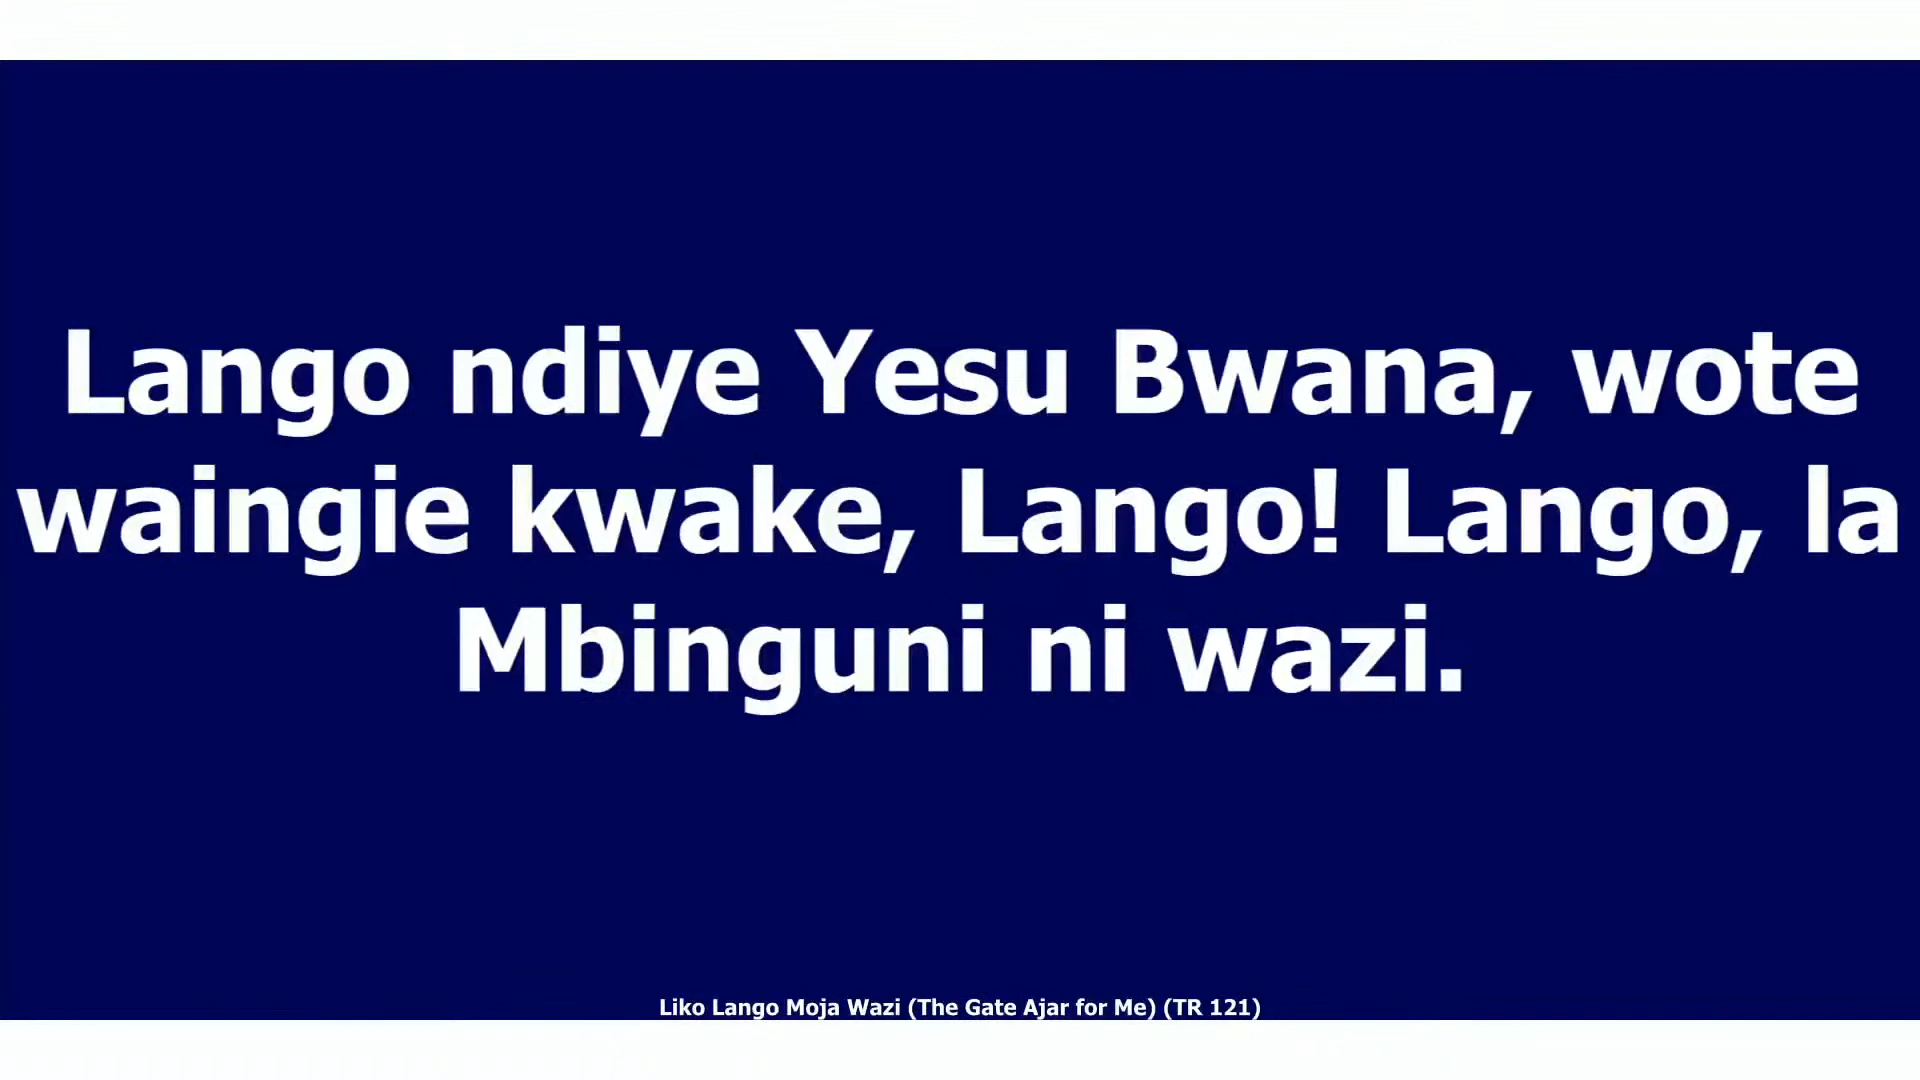 Lango ndiye Yesu Bwana, wote
waingie kwake, Lango! Lango, la
Mbinguni ni wazi.
Liko Lango Moja Wazi (The Gate Ajar for Me) (TR 121)